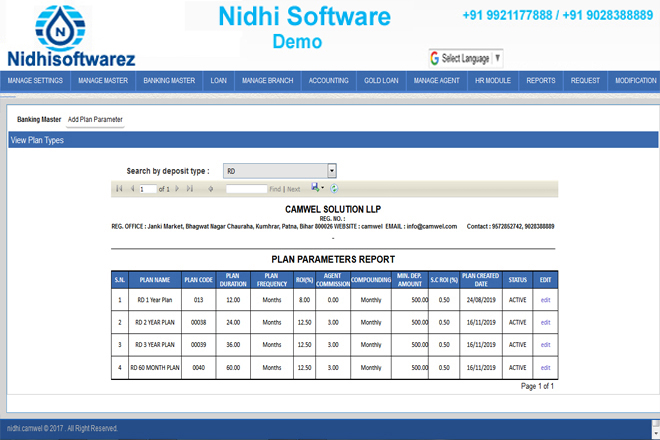 Nidhi Software
Demo
+91 9921177888 / +91 9028388889
Nidhisoftwarez
G Select Language ▼
MANAGE SETTINGS MANAGE MASTER BANKING MASTER LOAN MANAGE BRANCH ACCOUNTING GOLD LOAN MANAGE AGENT HR MODULE REPORTS REQUEST MODIFICATION
Banking Master Add Plan Parameter
View Plan Types
Search by deposit type : RD
1 of 1 Find | Next
CAMWEL SOLUTION LLP
REG. NO. :
REG. OFFICE : Janki Market, Bhagwat Nagar Chauraha, Kumhrar, Patna, Bihar 800026 WEBSITE : camwel EMAIL : info@camwel.com Contact : 9572852742, 9028388889
-
PLAN PARAMETERS REPORT
S.N. PLAN NAME PLAN CODE PLAN DURATION PLAN FREQUENCY ROI(%) AGENT COMMISSION COMPOUNDING MIN. DEP. AMOUNT S.C ROI (%) PLAN CREATED DATE STATUS EDIT
1 RD 1 Year Plan 013 12.00 Months 8.00 0.00 Monthly 500.00 0.50 24/08/2019 ACTIVE edit
2 RD 2 YEAR PLAN 00038 24.00 Months 12.50 3.00 Monthly 500.00 0.50 16/11/2019 ACTIVE edit
3 RD 3 YEAR PLAN 00039 36.00 Months 12.50 3.00 Monthly 500.00 0.50 16/11/2019 ACTIVE edit
4 RD 60 MONTH PLAN 0040 60.00 Months 12.50 3.00 Monthly 500.00 0.50 16/11/2019 ACTIVE edit
Page 1 of 1
nidhi.camwel © 2017 . All Right Reserved.